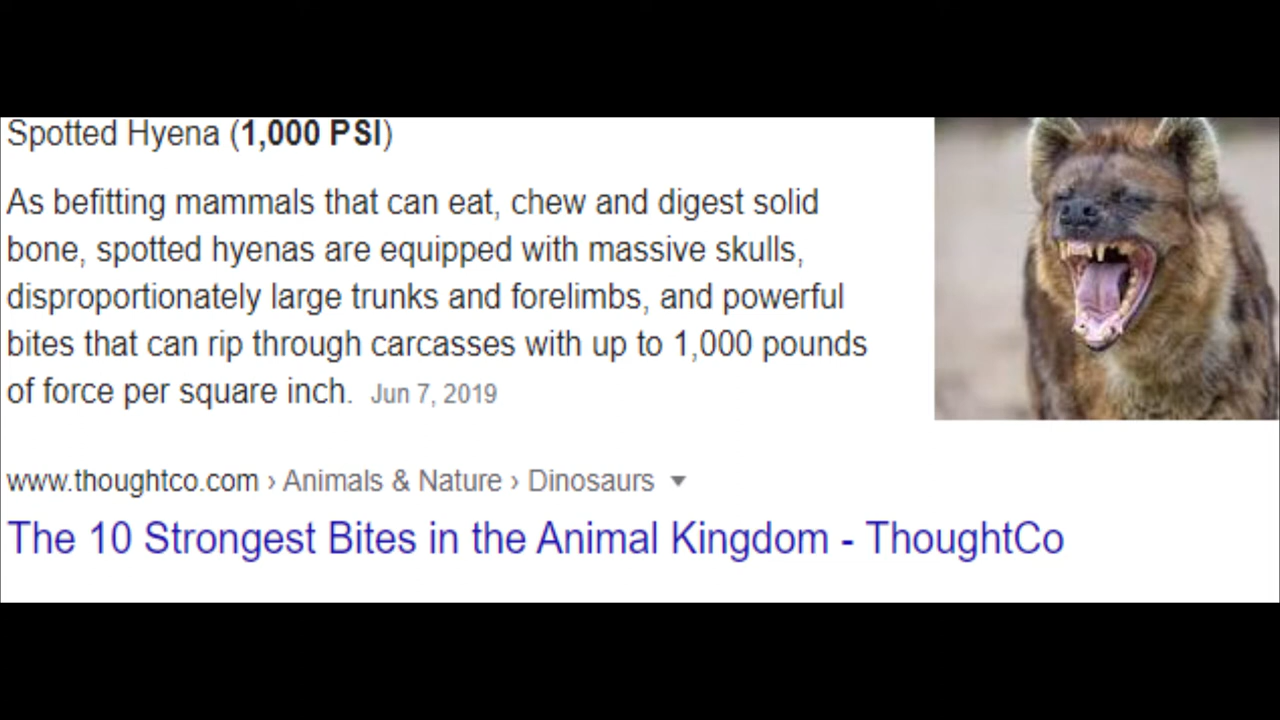 Spotted Hyena (1,000 PSI)
As befitting mammals that can eat, chew and digest solid
bone, spotted hyenas are equipped with massive skulls,
disproportionately large trunks and forelimbs, and powerful
bites that can rip through carcasses with up to 1,000 pounds
of force per square inch. Jun 7, 2019
www.thoughtco.com › Animals & Nature › Dinosaurs
The 10 Strongest Bites in the Animal Kingdom - ThoughtCo